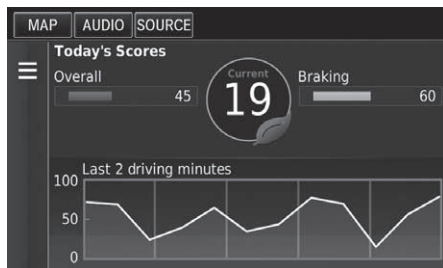 MAP AUDIO SOURCE
Today's Scores
Overall Current Braking
45 19 60
Last 2 driving minutes
100
50
0